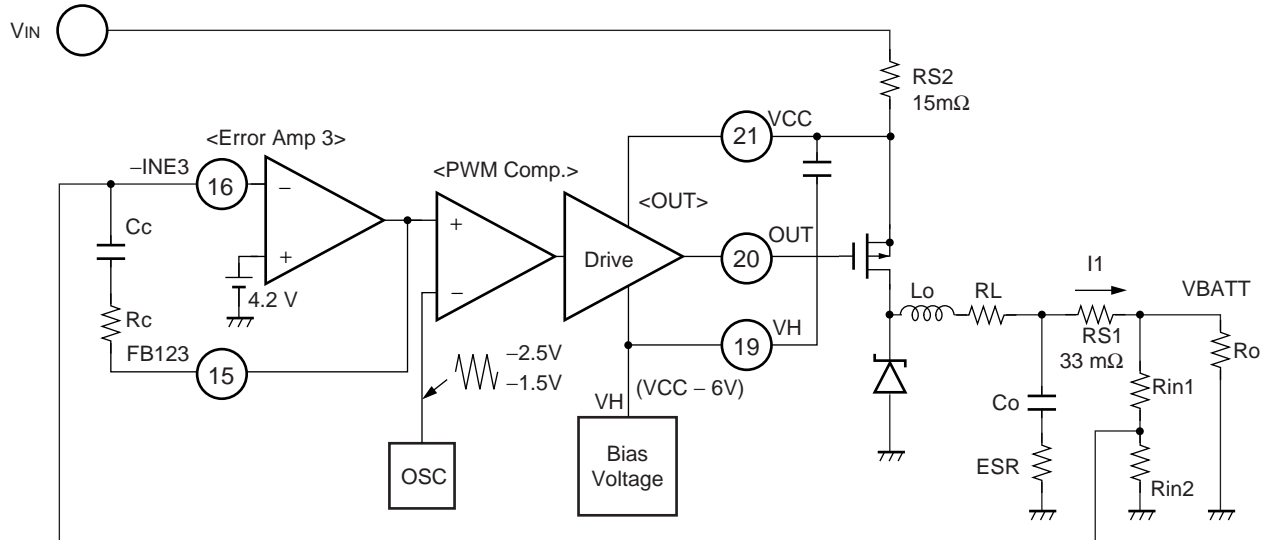 VIN
RS2
15mΩ
<Error Amp 3>
21
VCC
−INE3
16
−
+
4.2 V
<PWM Comp.>
+
−
<OUT>
Drive
20
OUT
Cc
Rc
FB123
15
−2.5V
−1.5V
19
VH
(VCC − 6V)
VH
OSC
Bias
Voltage
Lo
RL
I1
RS1
33 mΩ
VBATT
Ro
Rin1
Co
ESR
Rin2